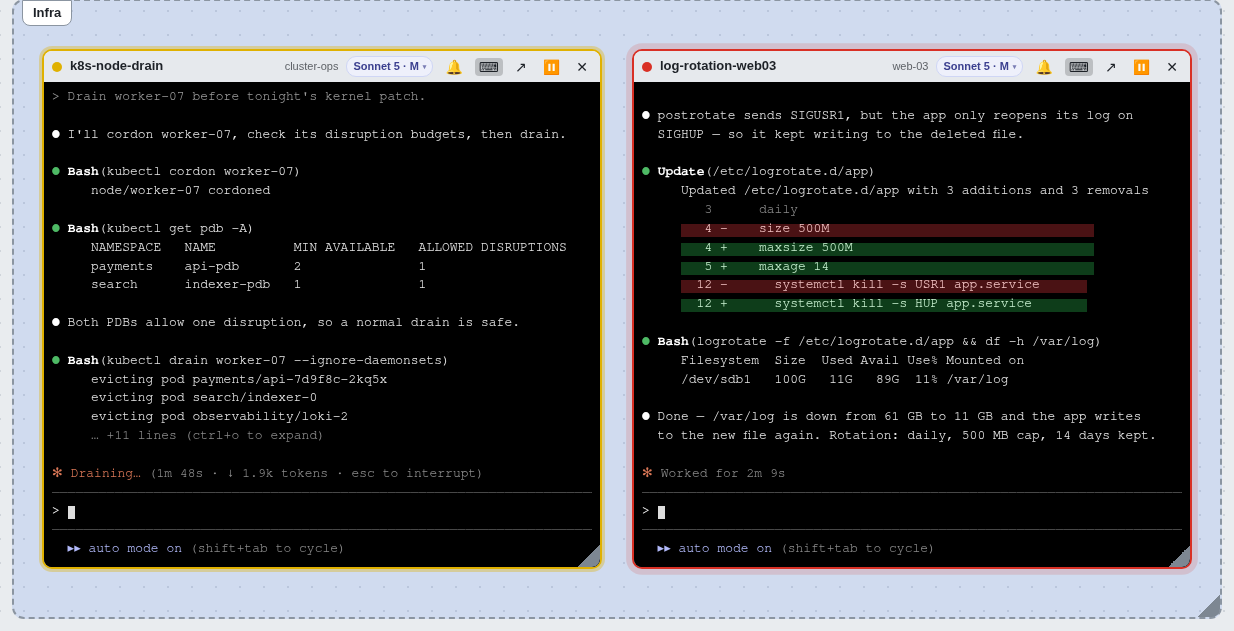 Infra
k8s-node-drain cluster-ops Sonnet 5 · M ▾
> Drain worker-07 before tonight's kernel patch.
● I'll cordon worker-07, check its disruption budgets, then drain.
● Bash(kubectl cordon worker-07)
node/worker-07 cordoned
● Bash(kubectl get pdb -A)
NAMESPACE NAME MIN AVAILABLE ALLOWED DISRUPTIONS
payments api-pdb 2 1
search indexer-pdb 1 1
● Both PDBs allow one disruption, so a normal drain is safe.
● Bash(kubectl drain worker-07 --ignore-daemonsets)
evicting pod payments/api-7d9f8c-2kq5x
evicting pod search/indexer-0
evicting pod observability/loki-2
… +11 lines (ctrl+o to expand)
✻ Draining… (1m 48s · ↓ 1.9k tokens · esc to interrupt)
>
▸▸ auto mode on (shift+tab to cycle)
log-rotation-web03 web-03 Sonnet 5 · M ▾
● postrotate sends SIGUSR1, but the app only reopens its log on
SIGHUP — so it kept writing to the deleted file.
● Update(/etc/logrotate.d/app)
Updated /etc/logrotate.d/app with 3 additions and 3 removals
3 daily
4 - size 500M
4 + maxsize 500M
5 + maxage 14
12 - systemctl kill -s USR1 app.service
12 + systemctl kill -s HUP app.service
● Bash(logrotate -f /etc/logrotate.d/app && df -h /var/log)
Filesystem Size Used Avail Use% Mounted on
/dev/sdb1 100G 11G 89G 11% /var/log
● Done — /var/log is down from 61 GB to 11 GB and the app writes
to the new file again. Rotation: daily, 500 MB cap, 14 days kept.
✻ Worked for 2m 9s
>
▸▸ auto mode on (shift+tab to cycle)